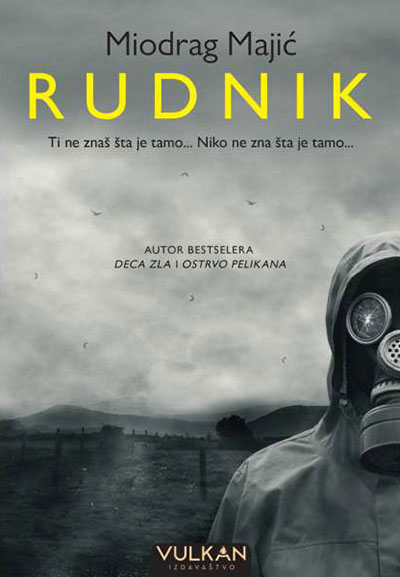 Miodrag Majić
RUDNIK
Ti ne znaš šta je tamo... Niko ne zna šta je tamo...
AUTOR BESTSELERA
DECA ZLA I OSTRVO PELIKANA
VULKAN
IZDAVAŠTVO